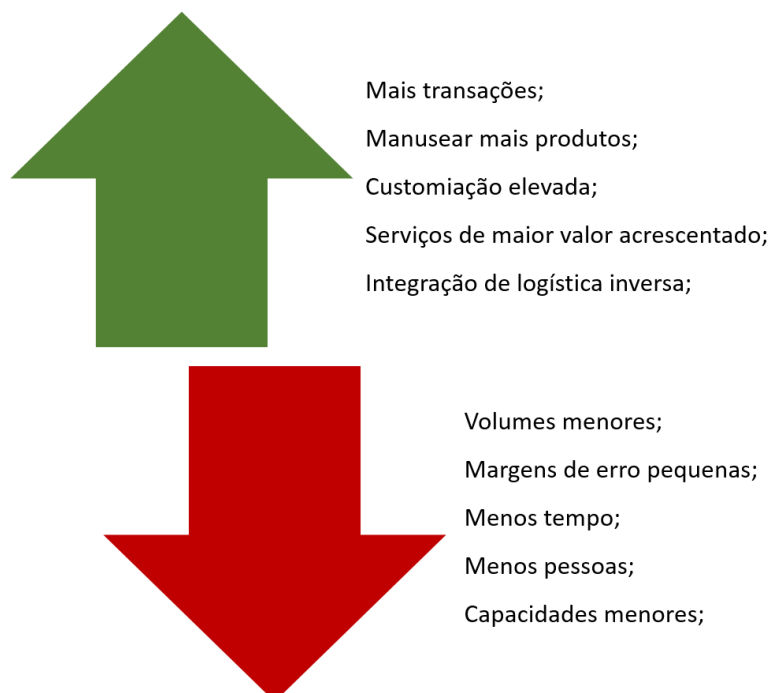 Mais transações;
Manusear mais produtos;
Customiação elevada;
Serviços de maior valor acrescentado;
Integração de logística inversa;
Volumes menores;
Margens de erro pequenas;
Menos tempo;
Menos pessoas;
Capacidades menores;